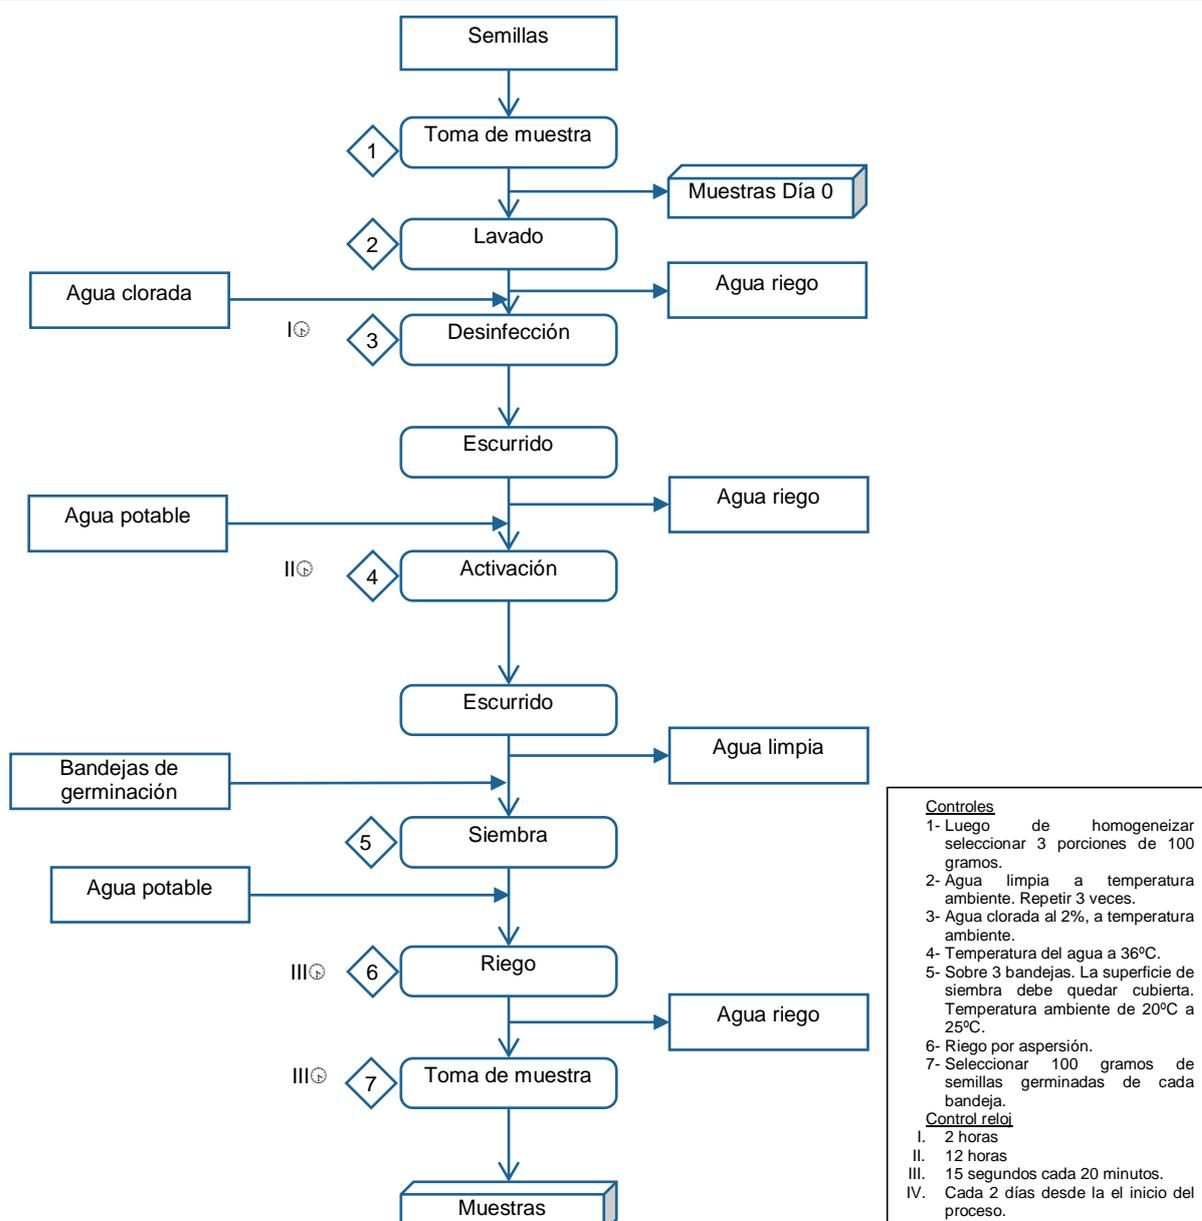 Semillas
1
Toma de muestra
Muestras Día 0
2
Lavado
Agua clorada
Agua riego
I
3
Desinfección
Escurrido
Agua potable
Agua riego
II
4
Activación
Escurrido
Agua limpia
Bandejas de
germinación
5
Siembra
Agua potable
III
6
Riego
Agua riego
III
7
Toma de muestra
Muestras
Controles
1- Luego de homogeneizar
seleccionar 3 porciones de 100
gramos.
2- Agua limpia a temperatura
ambiente. Repetir 3 veces.
3- Agua clorada al 2%, a temperatura
ambiente.
4- Temperatura del agua a 36ºC.
5- Sobre 3 bandejas. La superficie de
siembra debe quedar cubierta.
Temperatura ambiente de 20ºC a
25ºC.
6- Riego por aspersión.
7- Seleccionar 100 gramos de
semillas germinadas de cada
bandeja.
Control reloj
I. 2 horas
II. 12 horas
III. 15 segundos cada 20 minutos.
IV. Cada 2 días desde la el inicio del
proceso.